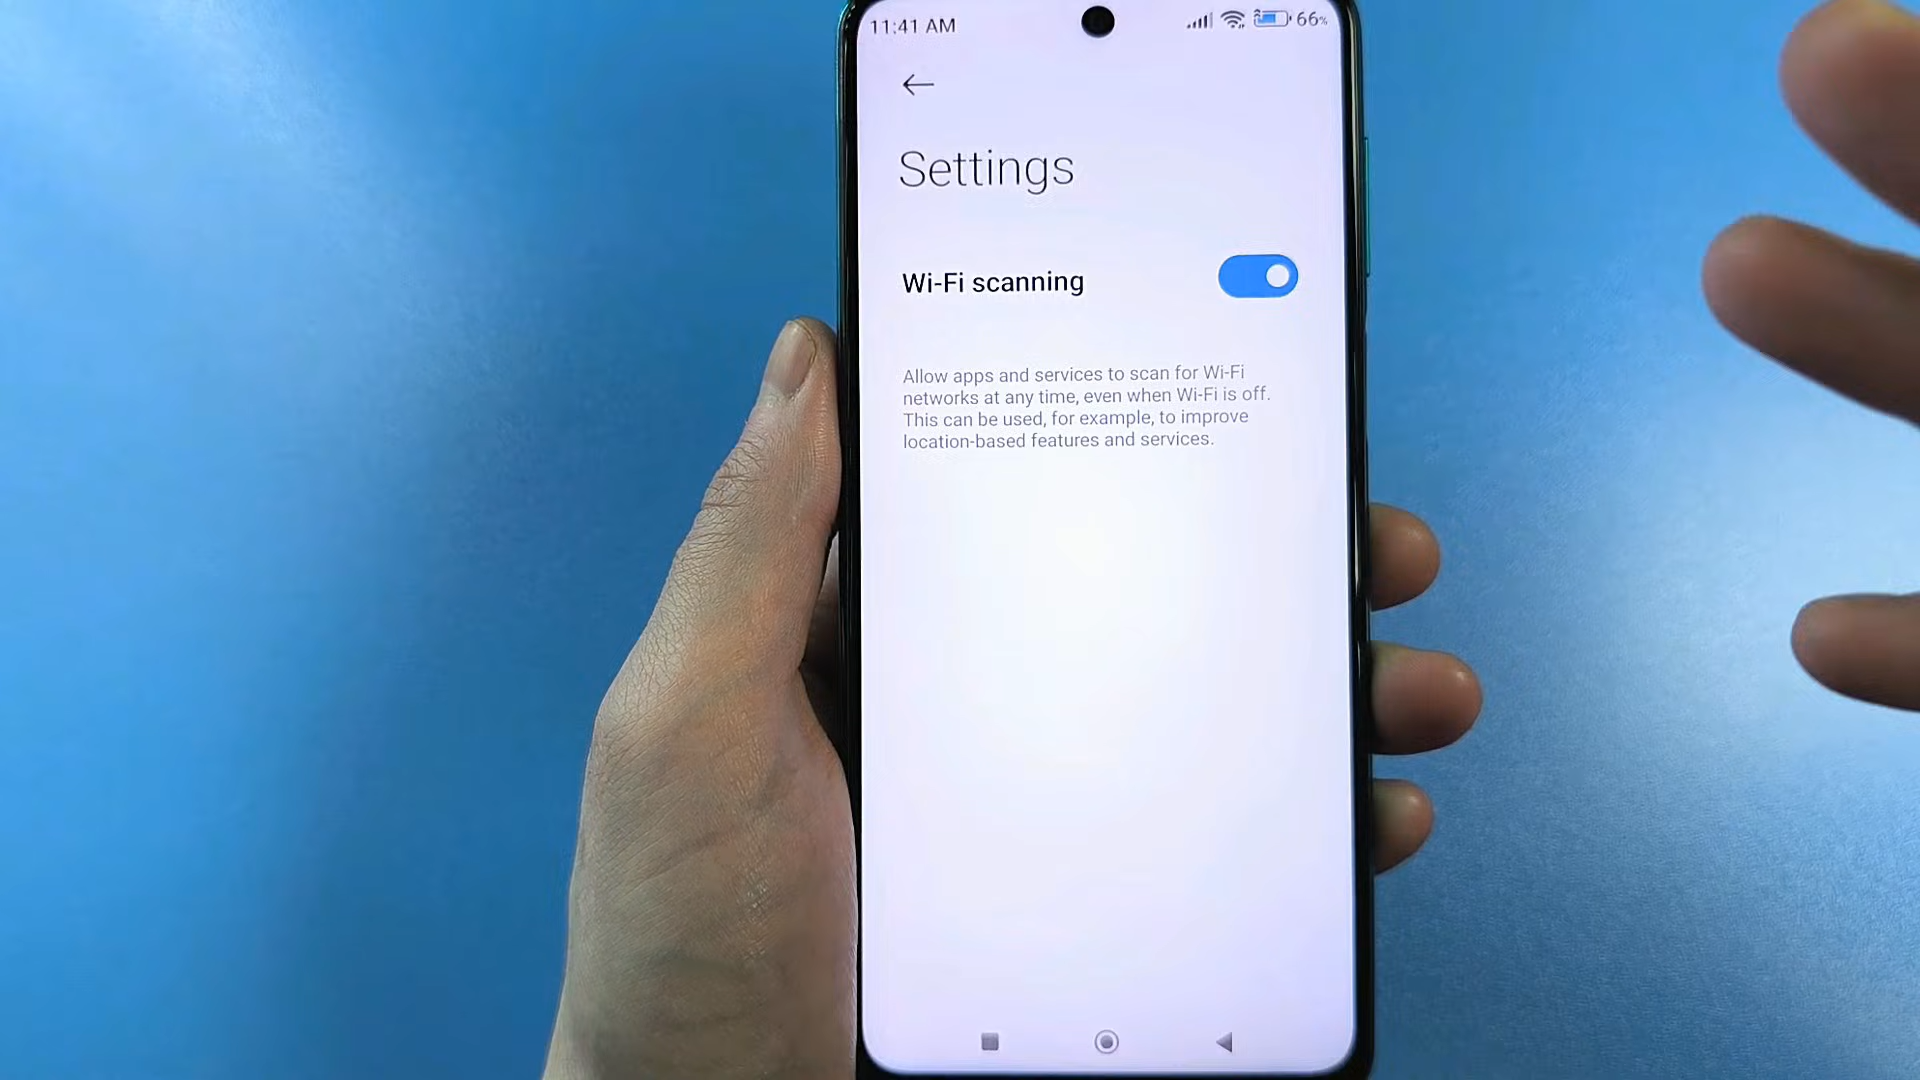 11:41 AM
66%
Settings
Wi-Fi scanning
Allow apps and services to scan for Wi-Fi
networks at any time, even when Wi-Fi is off.
This can be used, for example, to improve
location-based features and services.